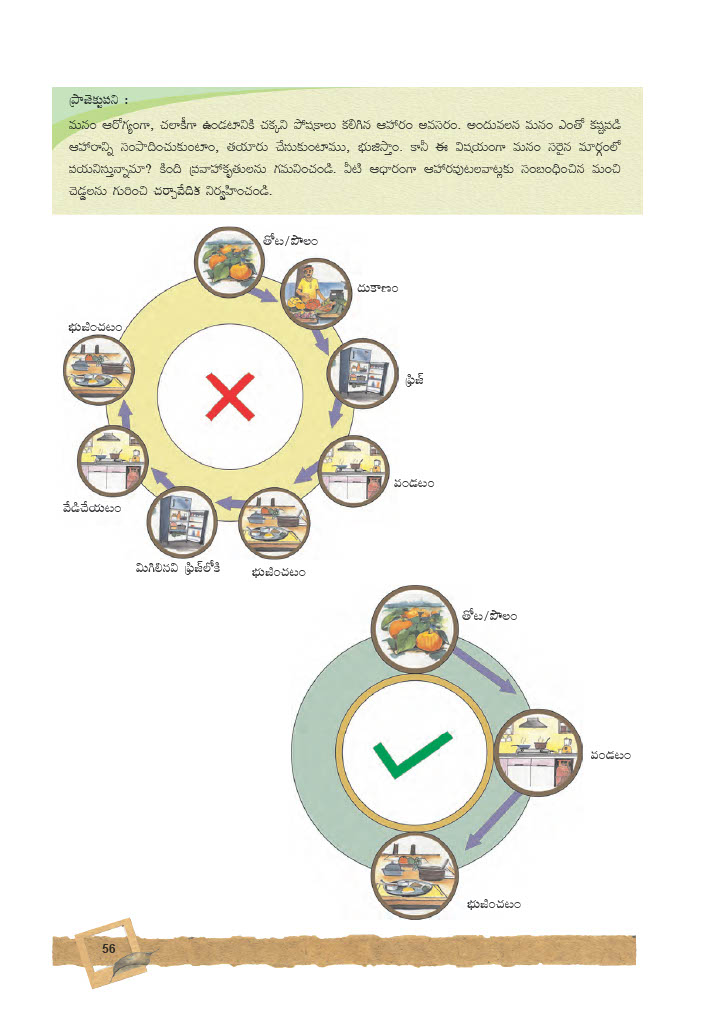 ప్రాజెక్టుపని :
మనం ఆరోగ్యంగా, చలాకీగా ఉండటానికి చక్కని పోషకాలు కలిగిన ఆహారం అవసరం. అందువలన మనం ఎంతో కష్టపడి
ఆహారాన్ని సంపాదించుకుంటాం, తయారు చేసుకుంటాము, భుజిస్తాం. కానీ ఈ విషయంగా మనం సరైన మార్గంలో
పయనిస్తున్నామా? కింది ప్రవాహాకృతులను గమనించండి. వీటి ఆధారంగా ఆహారపుటలవాట్లకు సంబంధించిన మంచి
చెడ్డలను గురించి చర్చావేదిక నిర్వహించండి.
తోట/పొలం
దుకాణం
భుజించటం
ఫ్రిజ్
వండటం
వేడిచేయటం
మిగిలినవి ఫ్రిజ్‌లోకి
భుజించటం
తోట/పొలం
వండటం
భుజించటం
56